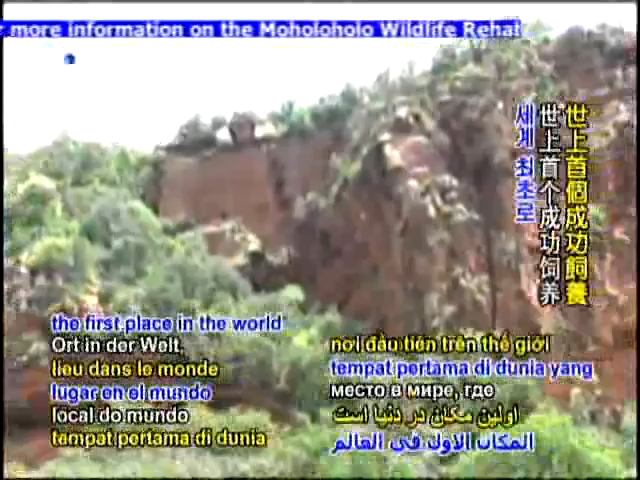 more information on the Moholoholo Wildlife Rehab
世上首個成功飼養
世上首个成功饲养
세계 최초로
the first place in the world
Ort in der Welt,
lieu dans le monde
lugar en el mundo
local do mundo
tempat pertama di dunia
nơi đầu tiên trên thế giới
tempat pertama di dunia yang
место в мире, где
اولین مکان در دنیا است
المكان الاول في العالم